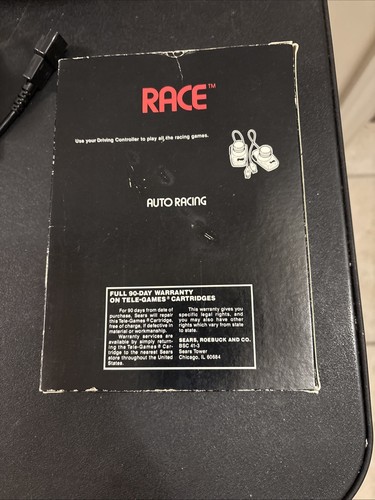 RACE™
Use your Driving Controller to play all the racing games.
AUTO RACING
FULL 90-DAY WARRANTY
ON TELE-GAMES® CARTRIDGES
For 90 days from date of
purchase, Sears will repair
this Tele-Games® Cartridge,
free of charge, if defective in
material or workmanship.
Warranty services are
available by simply return-
ing the Tele-Games® Car-
tridge to the nearest Sears
store throughout the United
States.
This warranty gives you
specific legal rights, and
you may also have other
rights which vary from state
to state.
SEARS, ROEBUCK AND CO.
BSC 41-3
Sears Tower
Chicago, IL 60684